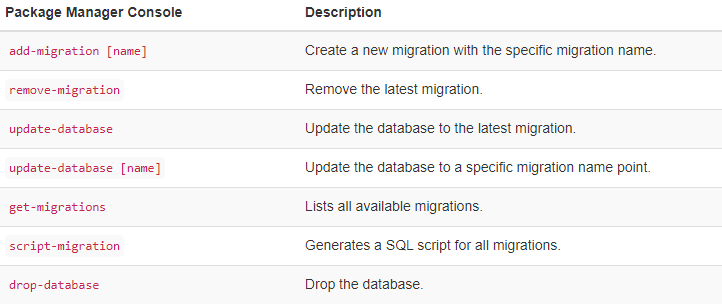 Package Manager Console Description
add-migration [name] Create a new migration with the specific migration name.
remove-migration Remove the latest migration.
update-database Update the database to the latest migration.
update-database [name] Update the database to a specific migration name point.
get-migrations Lists all available migrations.
script-migration Generates a SQL script for all migrations.
drop-database Drop the database.